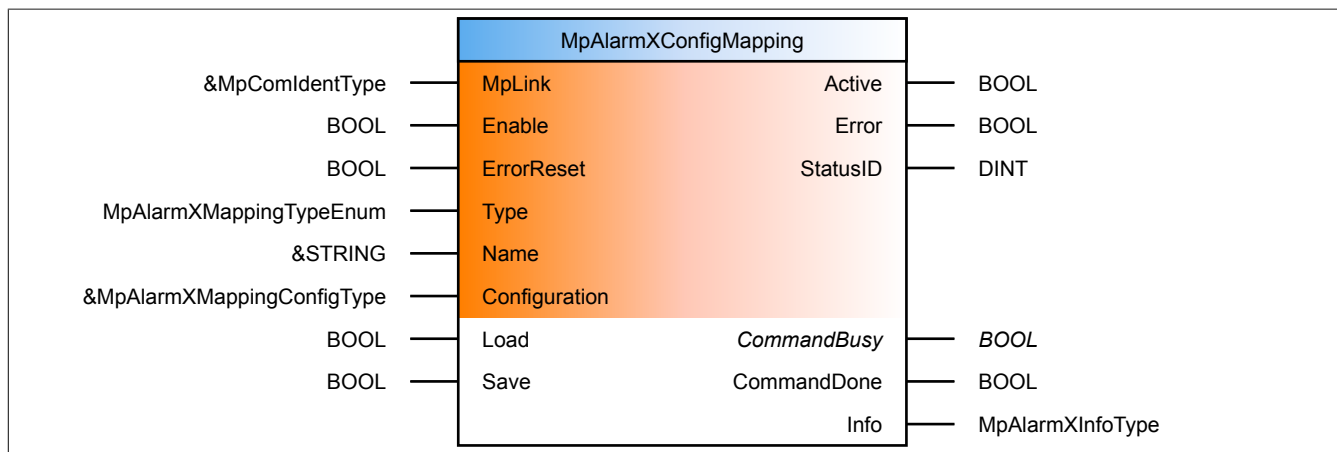 MpAlarmXConfigMapping
&MpComIdentType MpLink Active BOOL
BOOL Enable Error BOOL
BOOL ErrorReset StatusID DINT
MpAlarmXMappingTypeEnum Type
&STRING Name
&MpAlarmXMappingConfigType Configuration
BOOL Load CommandBusy BOOL
BOOL Save CommandDone BOOL
Info MpAlarmXInfoType